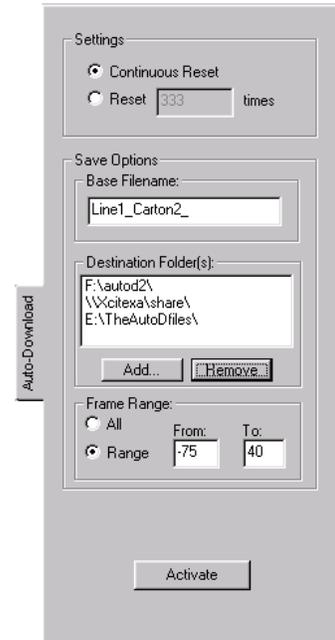 Settings
Continuous Reset
Reset 333 times
Save Options
Base Filename:
Line1_Carton2_
Destination Folder(s):
F:\autod2\
\\Xcitexa\share\
E:\TheAutoDfiles\
Add... Remove
Auto-Download
Frame Range:
All
From: To:
Range -75 40
Activate